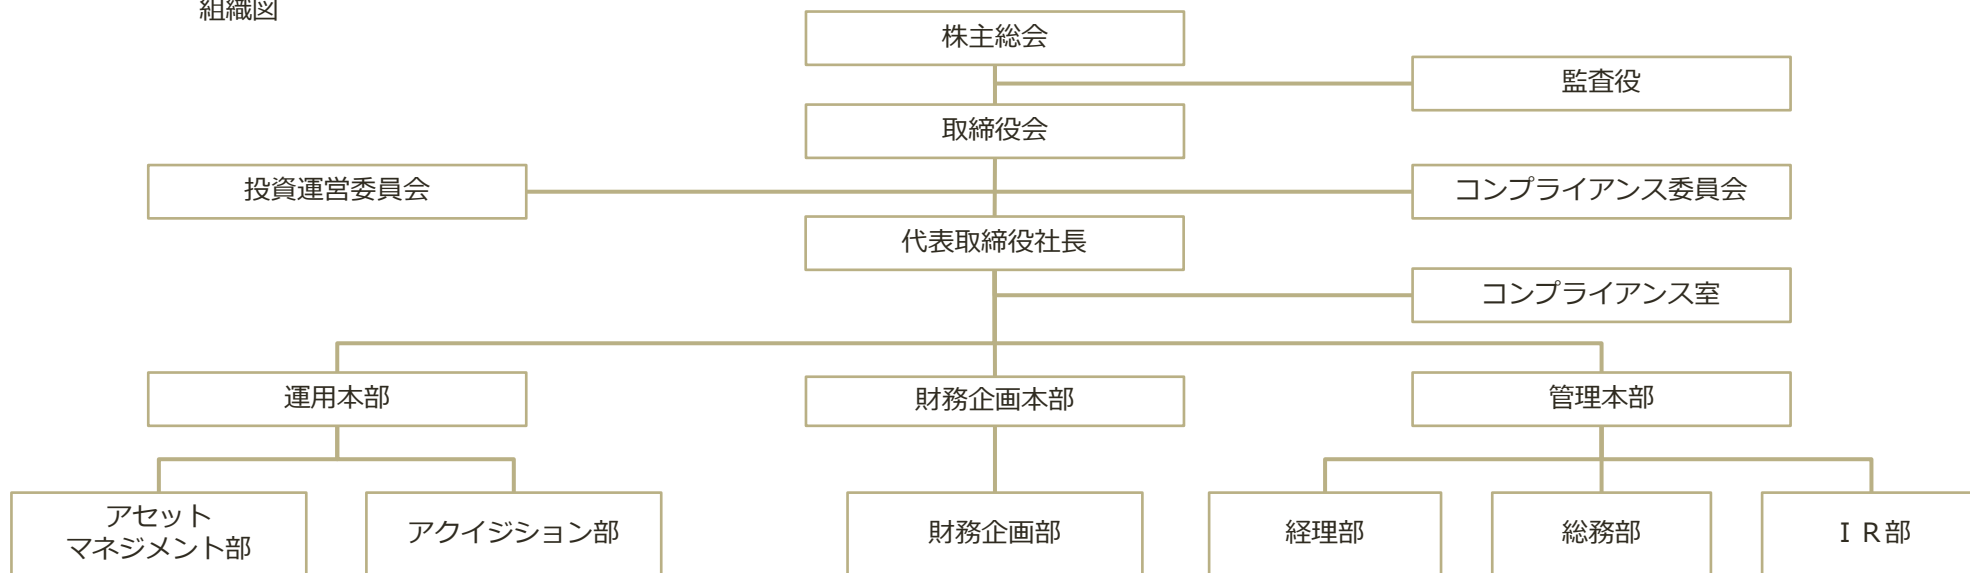 組織図
株主総会
監査役
取締役会
投資運営委員会
コンプライアンス委員会
代表取締役社長
コンプライアンス室
運用本部
財務企画本部
管理本部
アセット
マネジメント部
アクイジション部
財務企画部
経理部
総務部
ＩＲ部